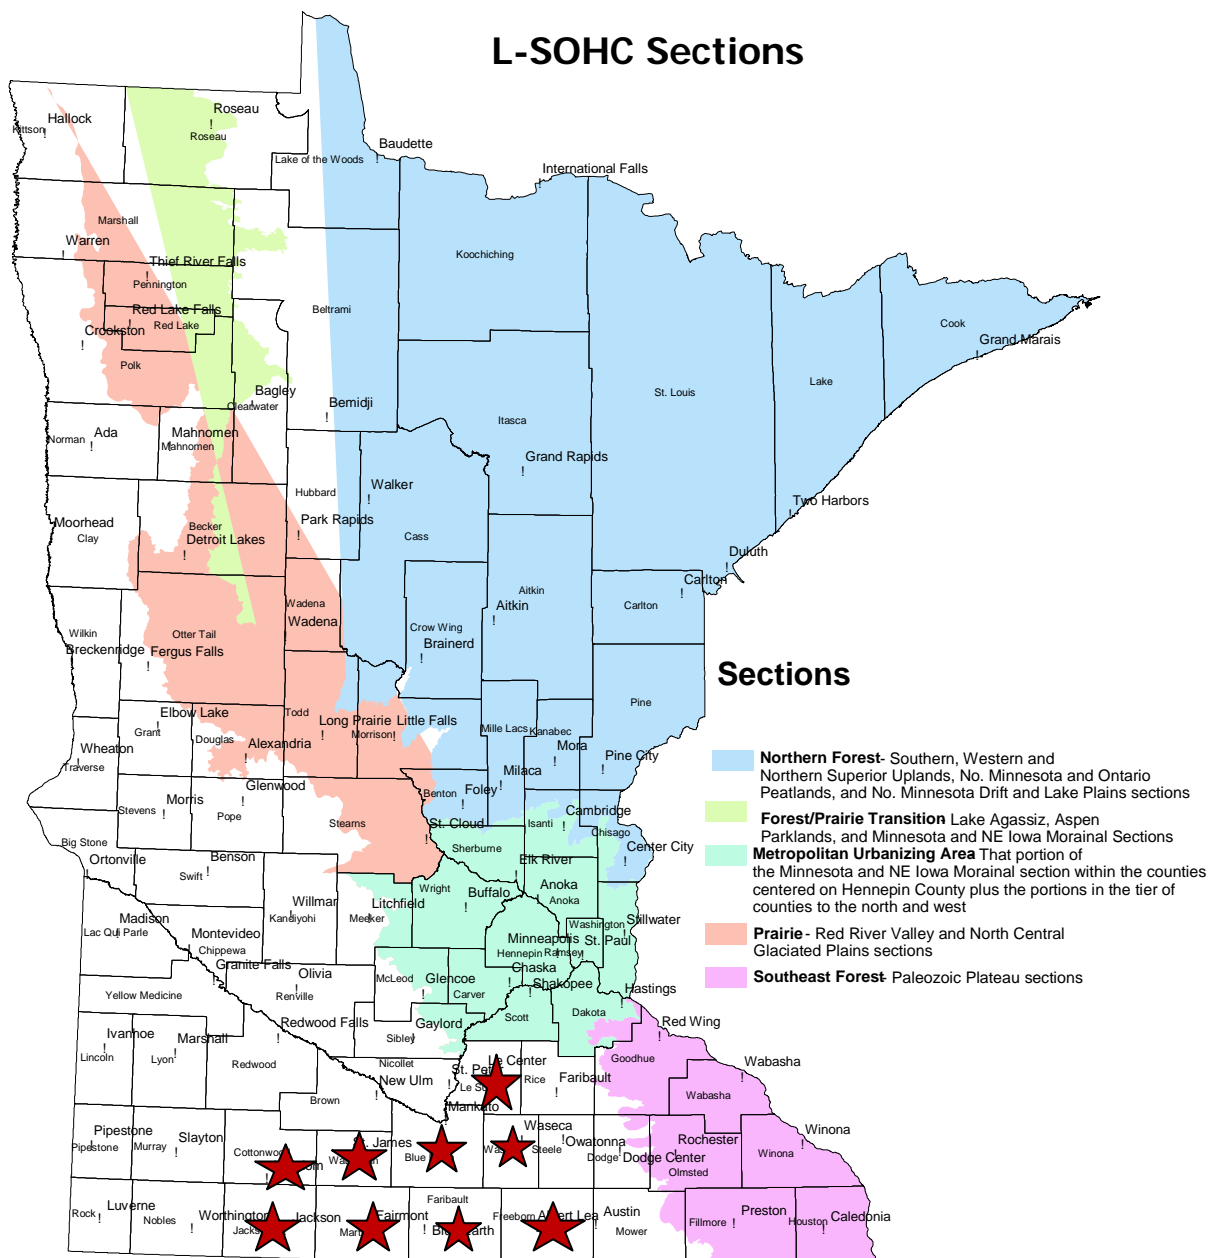 L-SOHC Sections
Hallock
Kittson
Roseau
Roseau
Baudette
Lake of the Woods
International Falls
Marshall
Warren
Thief River Falls
Pennington
Koochiching
Red Lake Falls
Red Lake
Crookston
Beltrami
Cook
Grand Marais
Polk
Bagley
Clearwater
Bemidji
St. Louis
Lake
Itasca
Norman
Ada
Mahnomen
Mahnomen
Grand Rapids
Hubbard
Walker
Park Rapids
Two Harbors
Moorhead
Clay
Becker
Detroit Lakes
Cass
Duluth
Carlton
Carlton
Aitkin
Aitkin
Wadena
Wadena
Crow Wing
Brainerd
Wilkin
Breckenridge
Otter Tail
Fergus Falls
Sections
Pine
Elbow Lake
Grant
Todd
Long Prairie
Little Falls
Morrison
Mille Lacs
Kanabec
Mora
Douglas
Alexandria
Wheaton
Traverse
Pine City
Milaca
Northern Forest- Southern, Western and
Northern Superior Uplands, No. Minnesota and Ontario
Peatlands, and No. Minnesota Drift and Lake Plains sections
Glenwood
Morris
Stevens
Pope
Benton
Foley
Cambridge
Forest/Prairie Transition Lake Agassiz, Aspen
Parklands, and Minnesota and NE Iowa Morainal Sections
Stearns
St. Cloud
Isanti
Chisago
Big Stone
Sherburne
Center City
Metropolitan Urbanizing Area That portion of
the Minnesota and NE Iowa Morainal section within the counties
centered on Hennepin County plus the portions in the tier of
counties to the north and west
Ortonville
Benson
Swift
Elk River
Wright
Buffalo
Anoka
Anoka
Willmar
Kandiyohi
Meeker
Litchfield
Madison
Lac Qui Parle
Montevideo
Chippewa
Washington
Stillwater
Minneapolis
St. Paul
Hennepin
Ramsey
Prairie - Red River Valley and North Central
Glaciated Plains sections
Granite Falls
Olivia
Renville
McLeod
Glencoe
Carver
Chaska
Shakopee
Southeast Forest- Paleozoic Plateau sections
Hastings
Yellow Medicine
Redwood Falls
Gaylord
Sibley
Scott
Dakota
Red Wing
Ivanhoe
Lincoln
Lyon
Marshall
Redwood
Nicollet
New Ulm
Le Center
Rice
Faribault
Goodhue
Wabasha
Wabasha
Brown
Mankato
Pipestone
Pipestone
Murray
Slayton
Cottonwood
St. James
Blue
Waseca
Steele
Owatonna
Dodge
Dodge Center
Rochester
Olmsted
Winona
Winona
Luverne
Rock
Nobles
Worthington
Jackson
Fairmont
Faribault
Freeborn
Austin
Mower
Fillmore
Preston
Houston
Caledonia